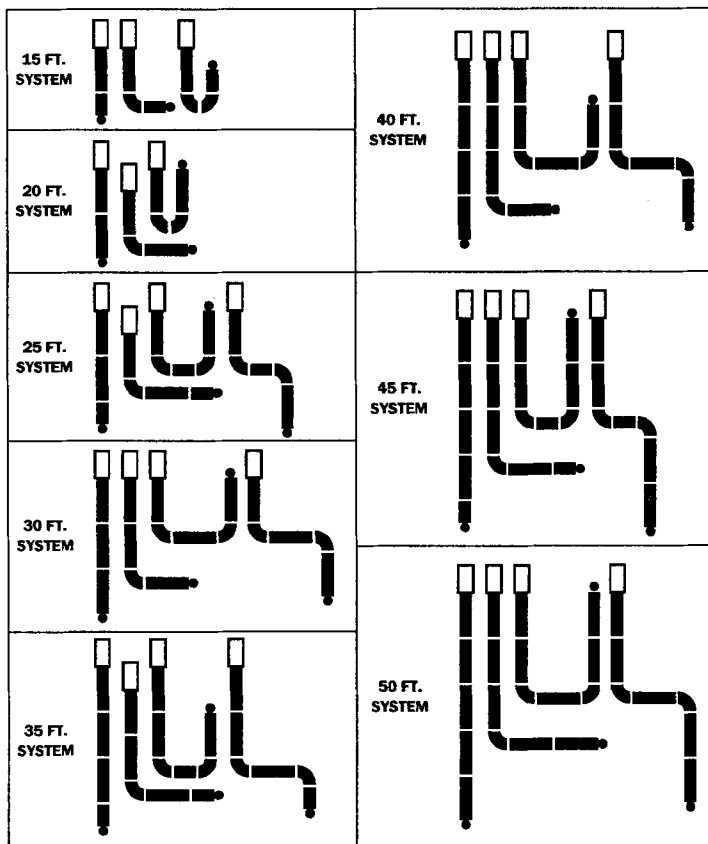 15 FT.
SYSTEM
20 FT.
SYSTEM
25 FT.
SYSTEM
30 FT.
SYSTEM
35 FT.
SYSTEM
40 FT.
SYSTEM
45 FT.
SYSTEM
50 FT.
SYSTEM